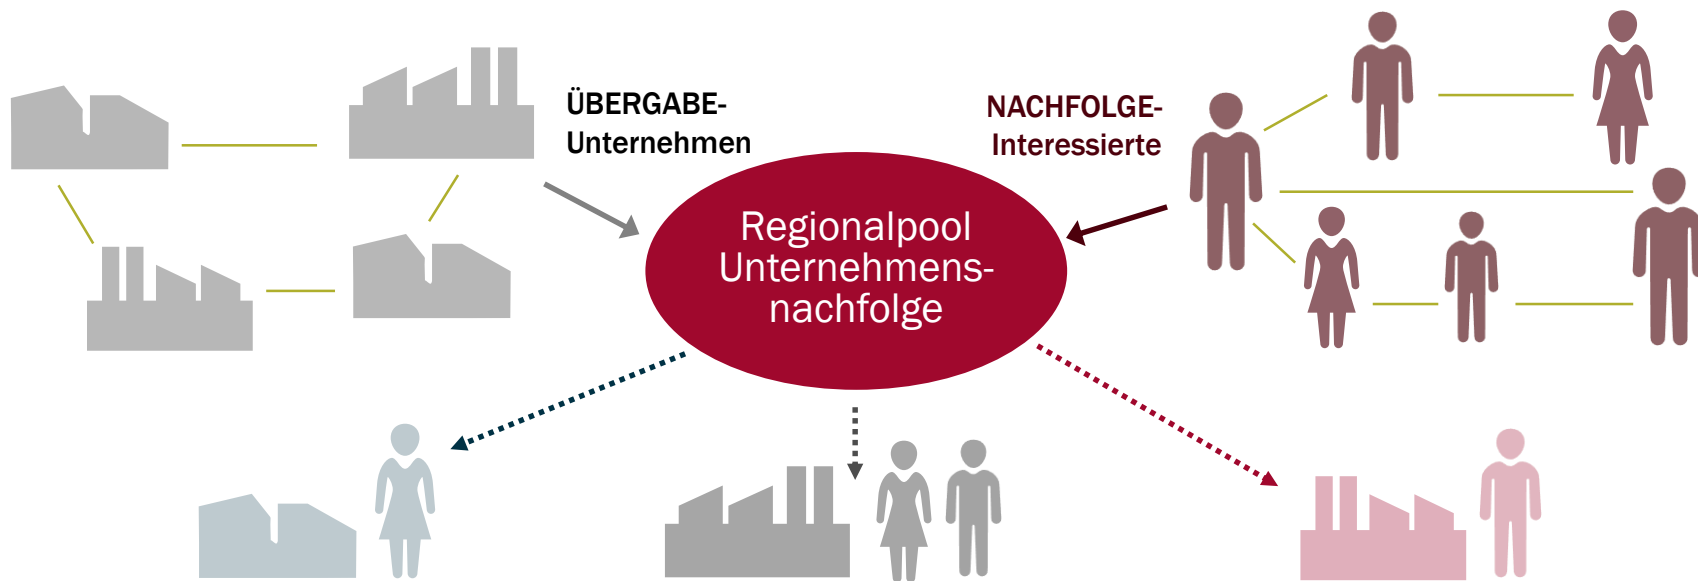 ÜBERGABE-
Unternehmen
NACHFOLGE-
Interessierte
Regionalpool
Unternehmens-
nachfolge